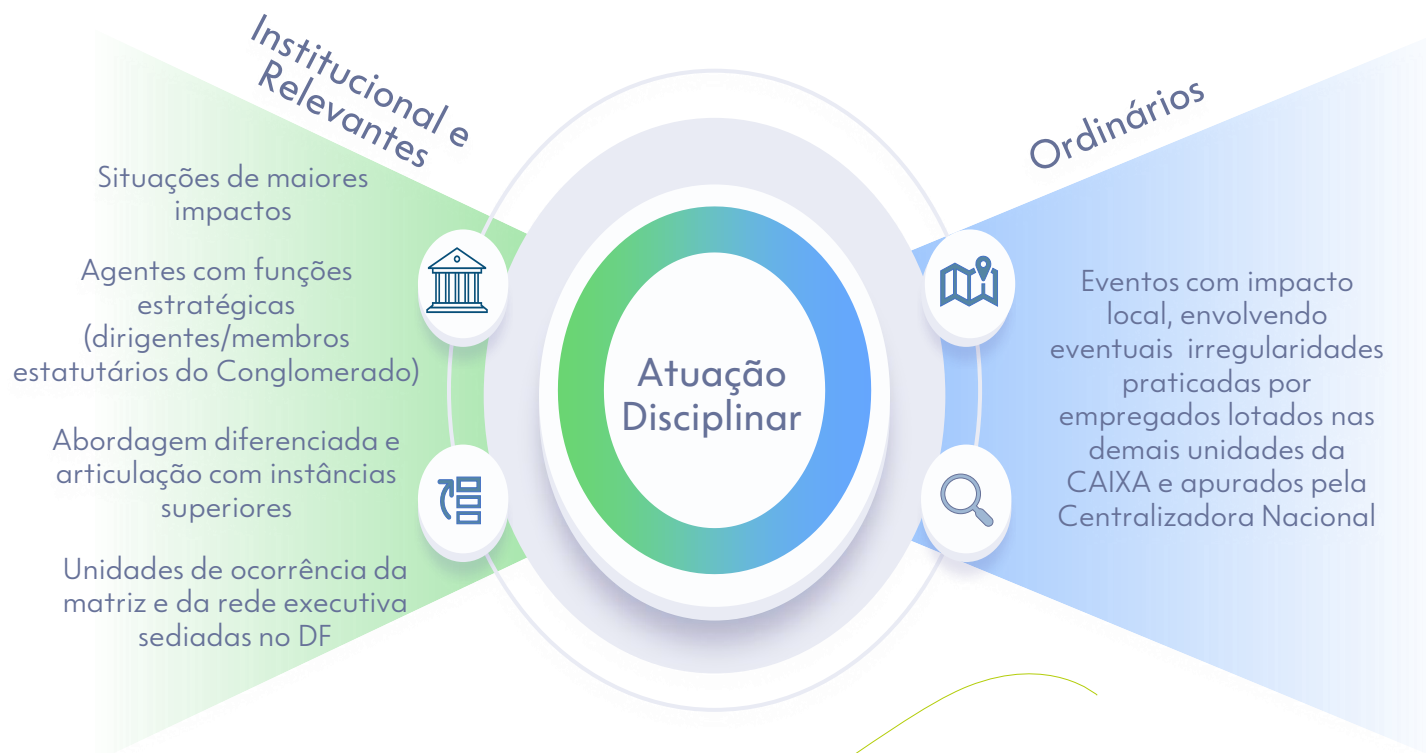 Institucional e
Relevantes
Situações de maiores
impactos
Agentes com funções
estratégicas
(dirigentes/membros
estatutários do Conglomerado)
Abordagem diferenciada e
articulação com instâncias
superiores
Unidades de ocorrência da
matriz e da rede executiva
sediadas no DF
Atuação
Disciplinar
Ordinários
Eventos com impacto
local, envolvendo
eventuais irregularidades
praticadas por
empregados lotados nas
demais unidades da
CAIXA e apurados pela
Centralizadora Nacional